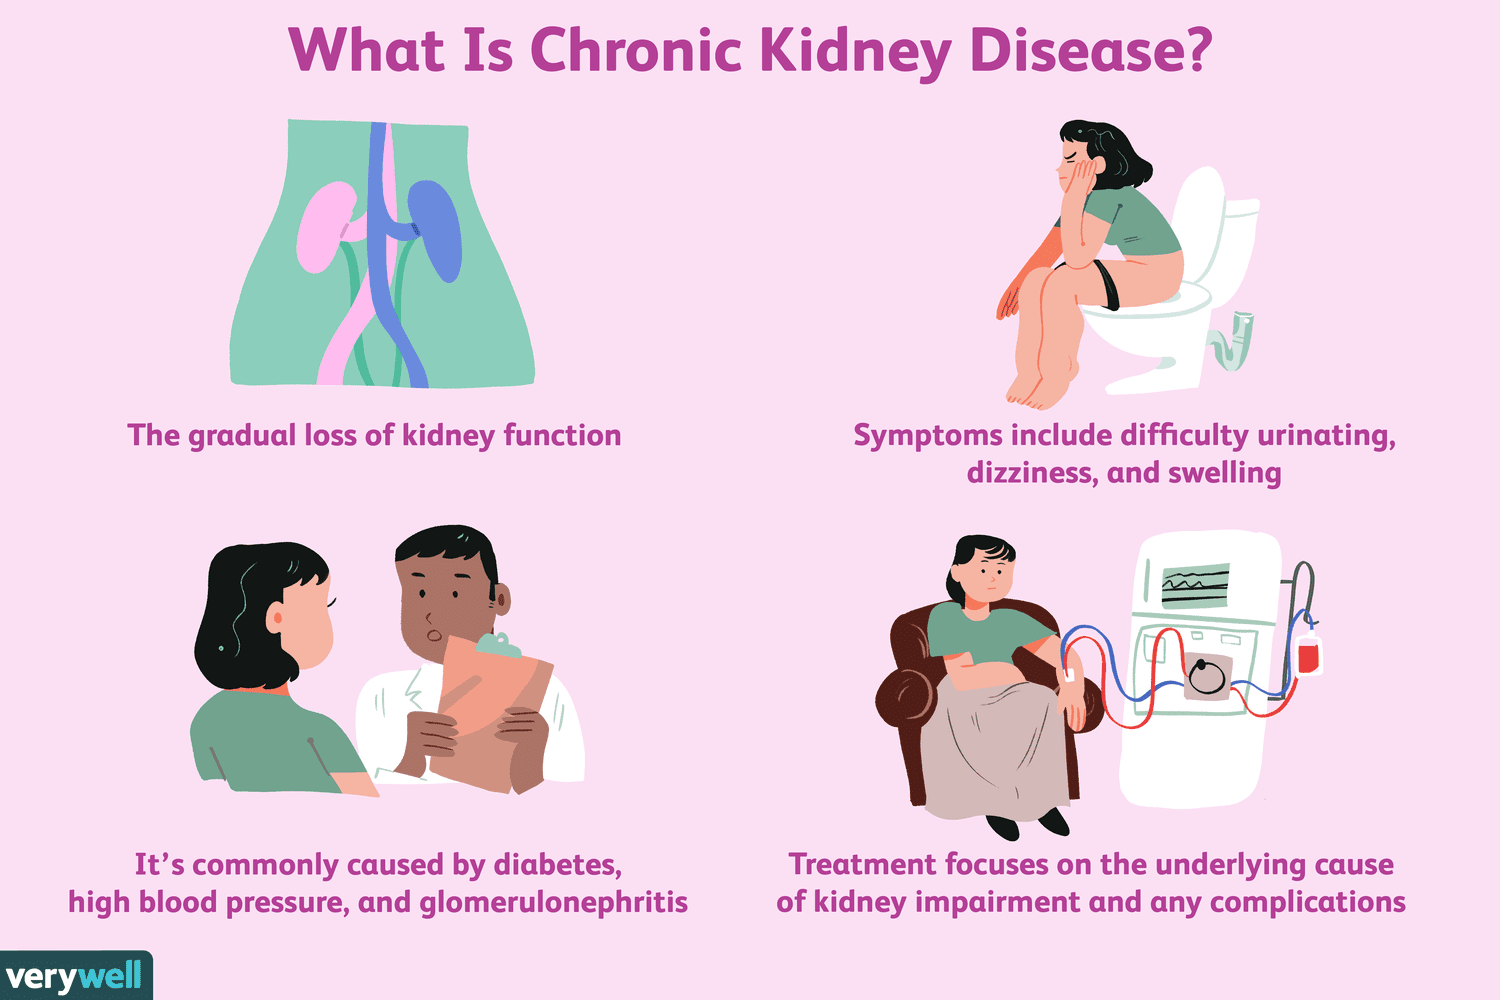 What Is Chronic Kidney Disease?
The gradual loss of kidney function
Symptoms include difficulty urinating,
dizziness, and swelling
It’s commonly caused by diabetes,
high blood pressure, and glomerulonephritis
Treatment focuses on the underlying cause
of kidney impairment and any complications
verywell